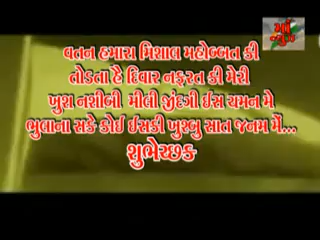 વતન હમારા મિશાલ મહોબ્બત કી
તોડતા હૈ દિવાર નફરત કી મેરી
ખુશ નશીબી મીલી જીંદગી ઈસ ચમન મે
ભુલાના સકે કોઈ ઈસકી ખુશ્બુ સાત જનમ મેં...
શુભેચ્છક